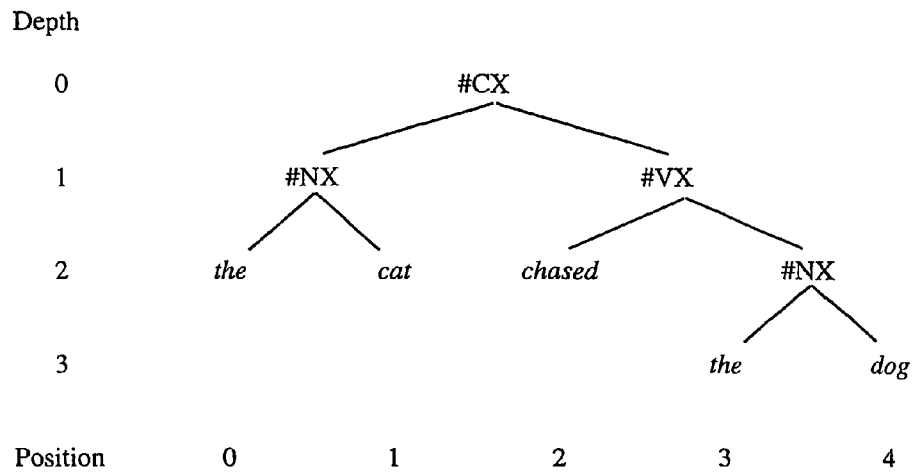 Depth
0 #CX
1 #NX #VX
2 the cat chased #NX
3 the dog
Position 0 1 2 3 4